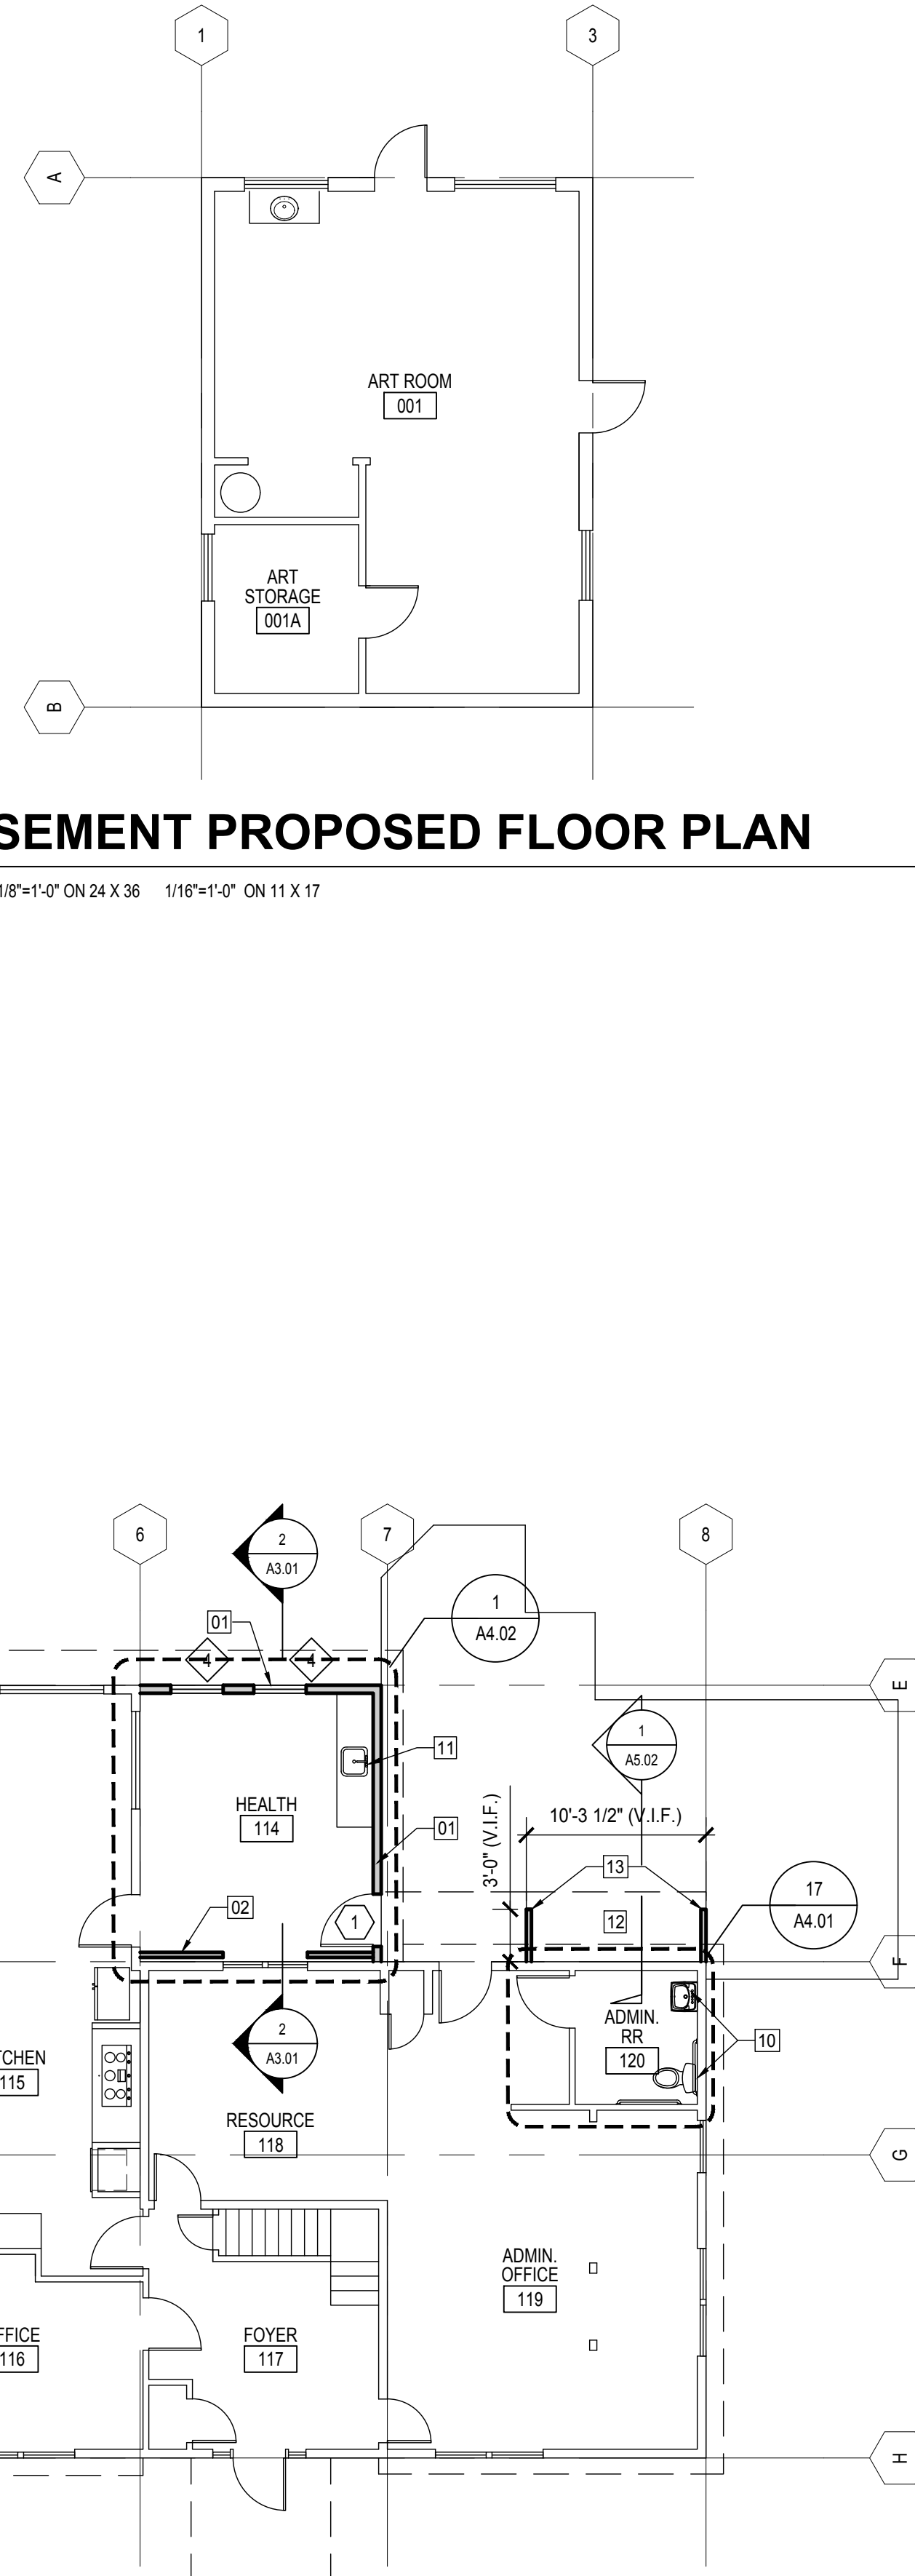 1
3
A
ART ROOM
001
ART
STORAGE
001A
B
SEMENT PROPOSED FLOOR PLAN
1/8"=1'-0" ON 24 X 36 1/16"=1'-0" ON 11 X 17
6
2
A3.01
7
8
01
1
A4.02
4
4
E
1
A5.02
11
HEALTH
114
01
3'-0" (V.I.F.)
10'-3 1/2" (V.I.F.)
13
17
A4.01
02
1
12
F
2
A3.01
ADMIN.
RR
120
10
TCHEN
115
RESOURCE
118
G
ADMIN.
OFFICE
119
FFICE
116
FOYER
117
H